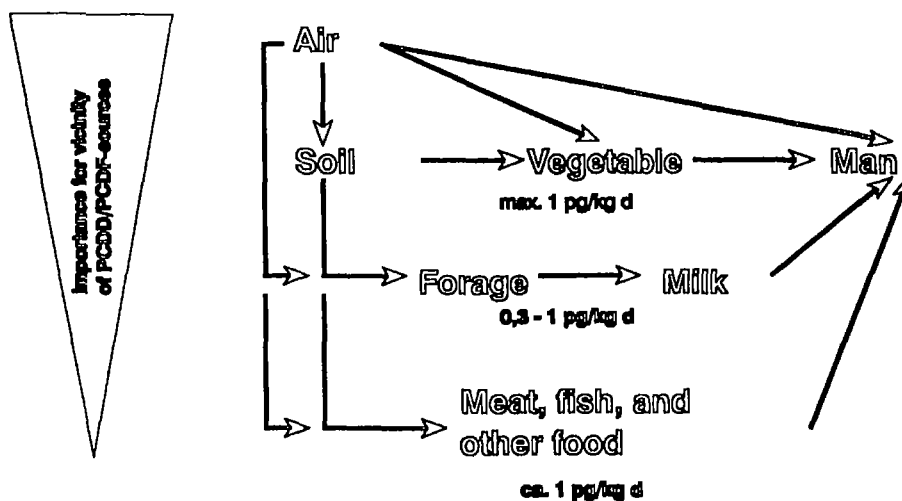 Importance for vicinity
of PCDD/PCDF-sources
Air
Soil
Vegetable
Man
max. 1 pg/kg d
Forage
Milk
0,3 - 1 pg/kg d
Meat, fish, and
other food
ca. 1 pg/kg d